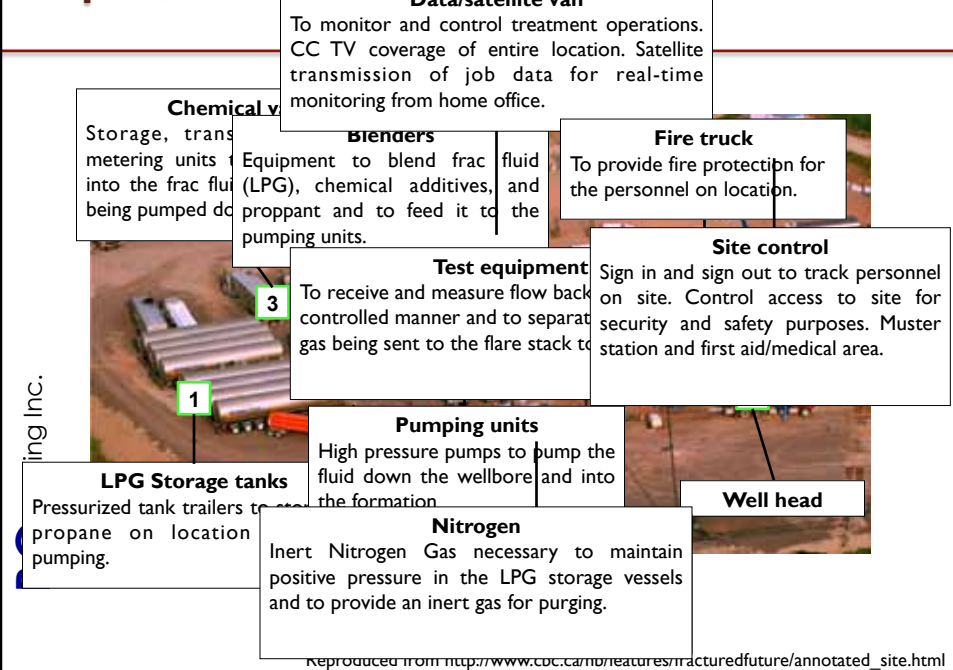 Data/satellite van
To monitor and control treatment operations.
CC TV coverage of entire location. Satellite
transmission of job data for real-time
monitoring from home office.
Chemical
Storage,
metering units
into the frac
being pumped
Blenders
Equipment to blend frac fluid
(LPG), chemical additives, and
proppant and to feed it to the
pumping units.
Fire truck
To provide fire protection for
the personnel on location.
Test equipment
To receive and measure flow back
controlled manner and to
gas being sent to the flare stack
Site control
Sign in and sign out to track personnel
on site. Control access to site for
security and safety purposes. Muster
station and first aid/medical area.
3
1
ing Inc.
Pumping units
High pressure pumps to pump the
fluid down the wellbore and into
the formation
LPG Storage tanks
Pressurized tank trailers to
propane on location
pumping.
Well head
Nitrogen
Inert Nitrogen Gas necessary to maintain
positive pressure in the LPG storage vessels
and to provide an inert gas for purging.
Reproduced from http://www.cbc.ca/nb/features/fracturedfuture/annotated_site.html